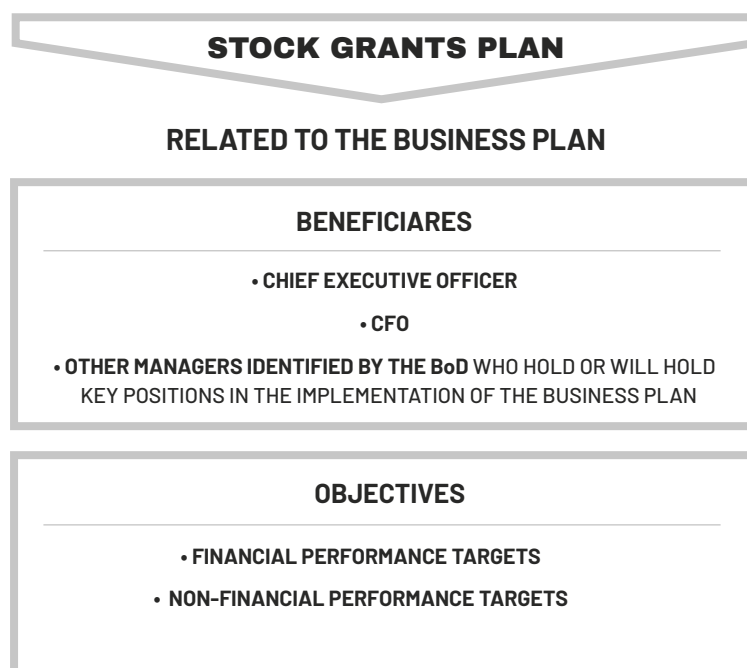 STOCK GRANTS PLAN
RELATED TO THE BUSINESS PLAN
BENEFICIARES
• CHIEF EXECUTIVE OFFICER
• CFO
• OTHER MANAGERS IDENTIFIED BY THE BoD WHO HOLD OR WILL HOLD
KEY POSITIONS IN THE IMPLEMENTATION OF THE BUSINESS PLAN
OBJECTIVES
• FINANCIAL PERFORMANCE TARGETS
• NON-FINANCIAL PERFORMANCE TARGETS